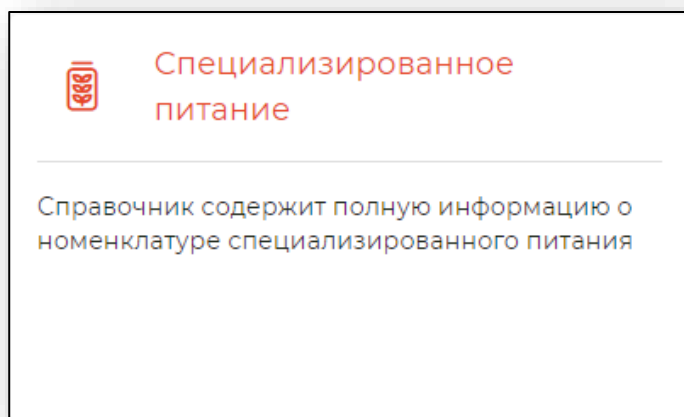 Специализированное
питание
Справочник содержит полную информацию о
номенклатуре специализированного питания